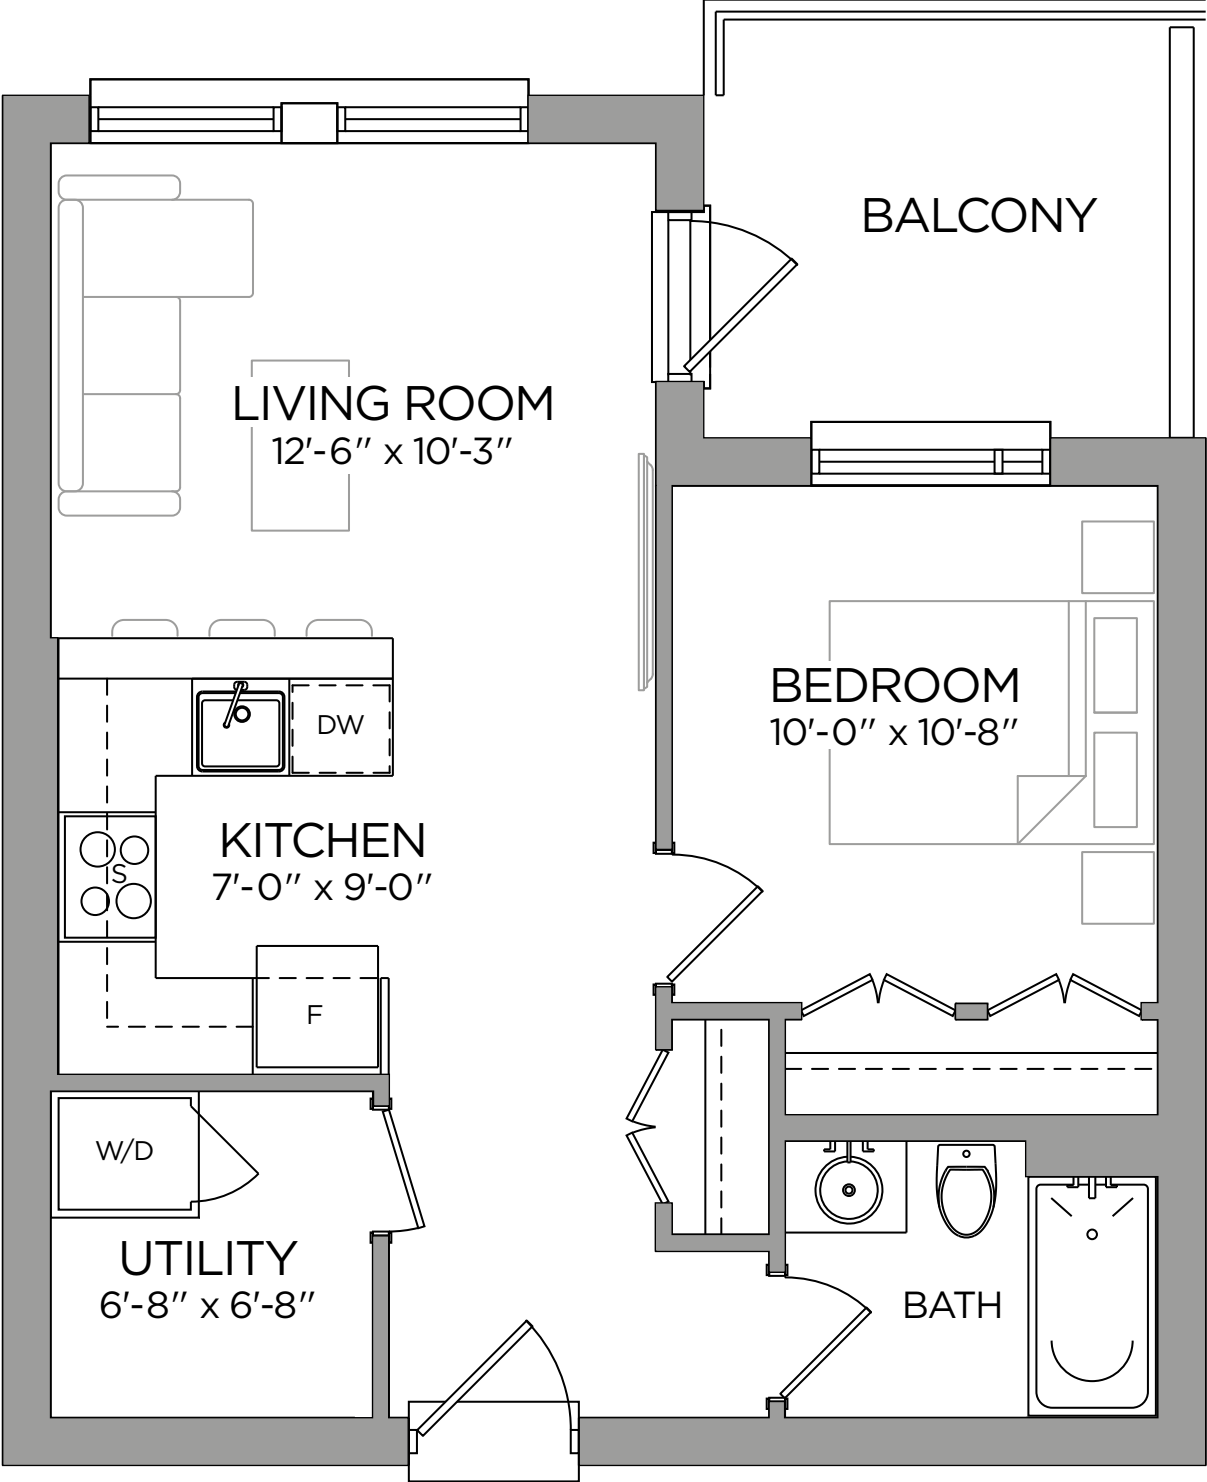 BALCONY
LIVING ROOM
12'-6" x 10'-3"
BEDROOM
10'-0" x 10'-8"
DW
KITCHEN
7'-0" x 9'-0"
S
F
W/D
UTILITY
6'-8" x 6'-8"
BATH